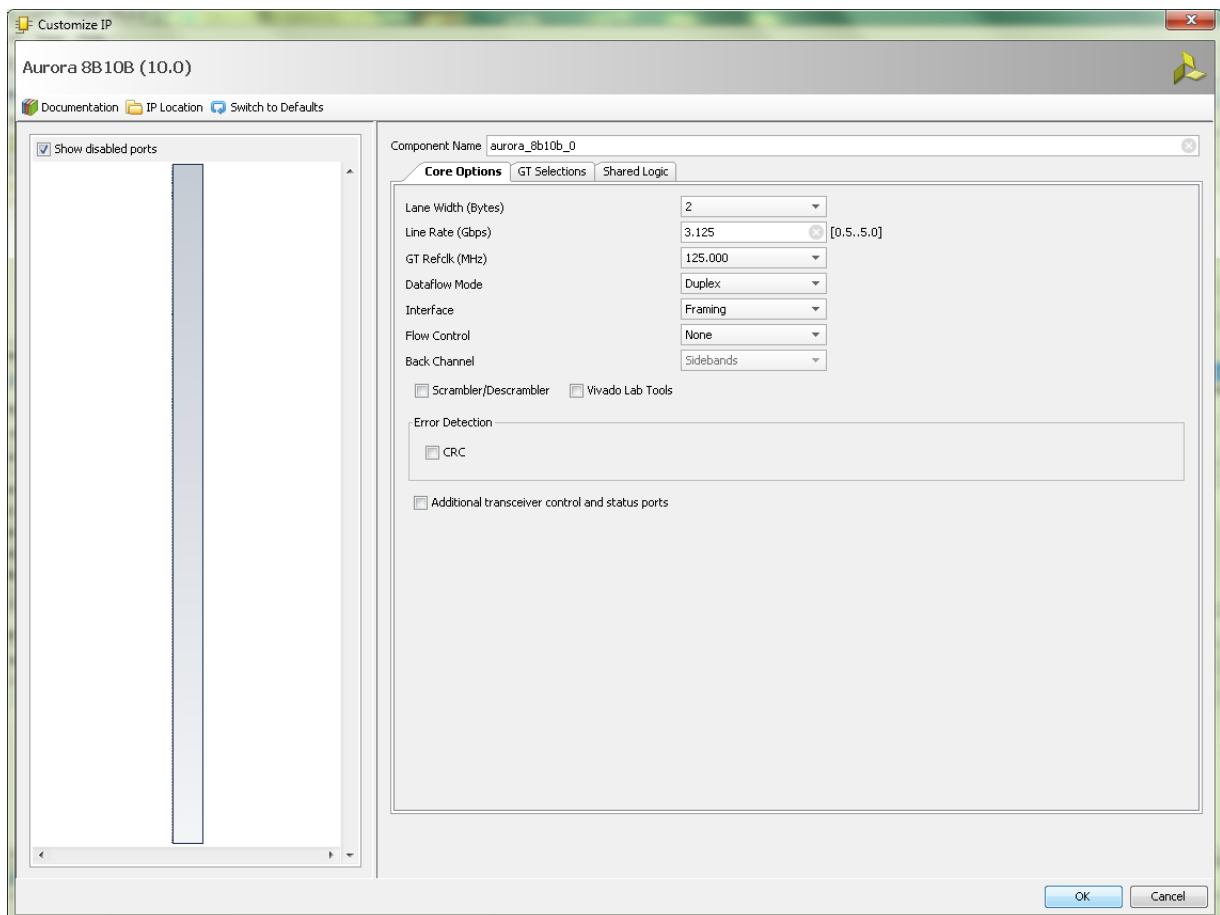 Customize IP
Aurora 8B10B (10.0)
Documentation IP Location Switch to Defaults
Show disabled ports
Component Name aurora_8b10b_0
Core Options GT Selections Shared Logic
Lane Width (Bytes) 2
Line Rate (Gbps) 3.125 [0.5..5.0]
GT Refclk (MHz) 125.000
Dataflow Mode Duplex
Interface Framing
Flow Control None
Back Channel Sidebands
Scrambler/Descrambler Vivado Lab Tools
Error Detection
CRC
Additional transceiver control and status ports
OK Cancel